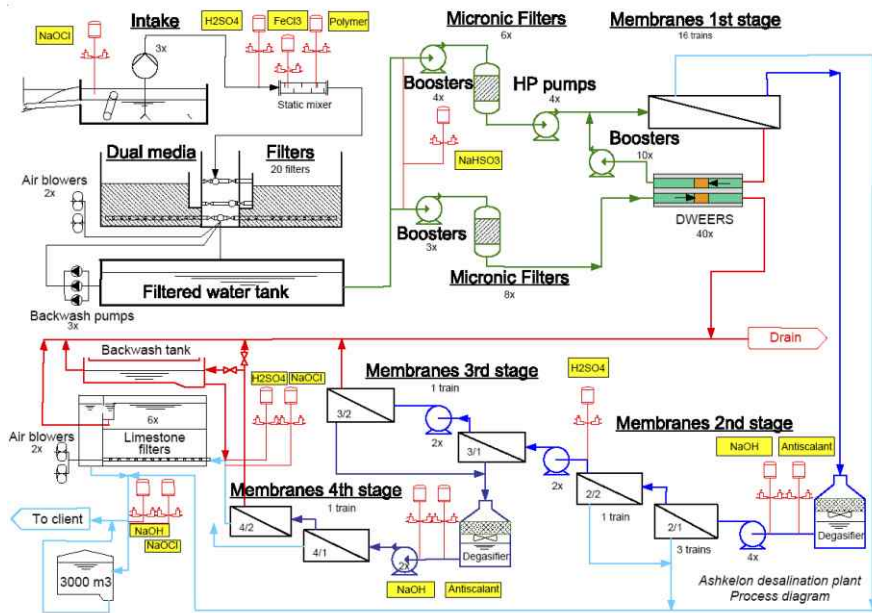 Intake
3x
NaOCl
H2SO4
FeCl3
Polymer
Static mixer
Micronic Filters
6x
Membranes 1st stage
16 trains
Boosters
4x
HP pumps
4x
Boosters
10x
NaHSO3
DWEERS
40x
Dual media
Filters
20 filters
Air blowers
2x
Boosters
3x
Micronic Filters
8x
Filtered water tank
Backwash pumps
3x
Drain
Backwash tank
H2SO4
NaOCl
Membranes 3rd stage
1 train
H2SO4
Membranes 2nd stage
NaOH
Antiscalant
6x
Limestone
filters
Air blowers
2x
3/2
2x
3/1
2x
2/2
1 train
2/1
3 trains
4x
Degasifier
Membranes 4th stage
1 train
4/2
4/1
2x
Degasifier
NaOH
Antiscalant
To client
NaOH
NaOCl
3000 m3
Ashkelon desalination plant
Process diagram